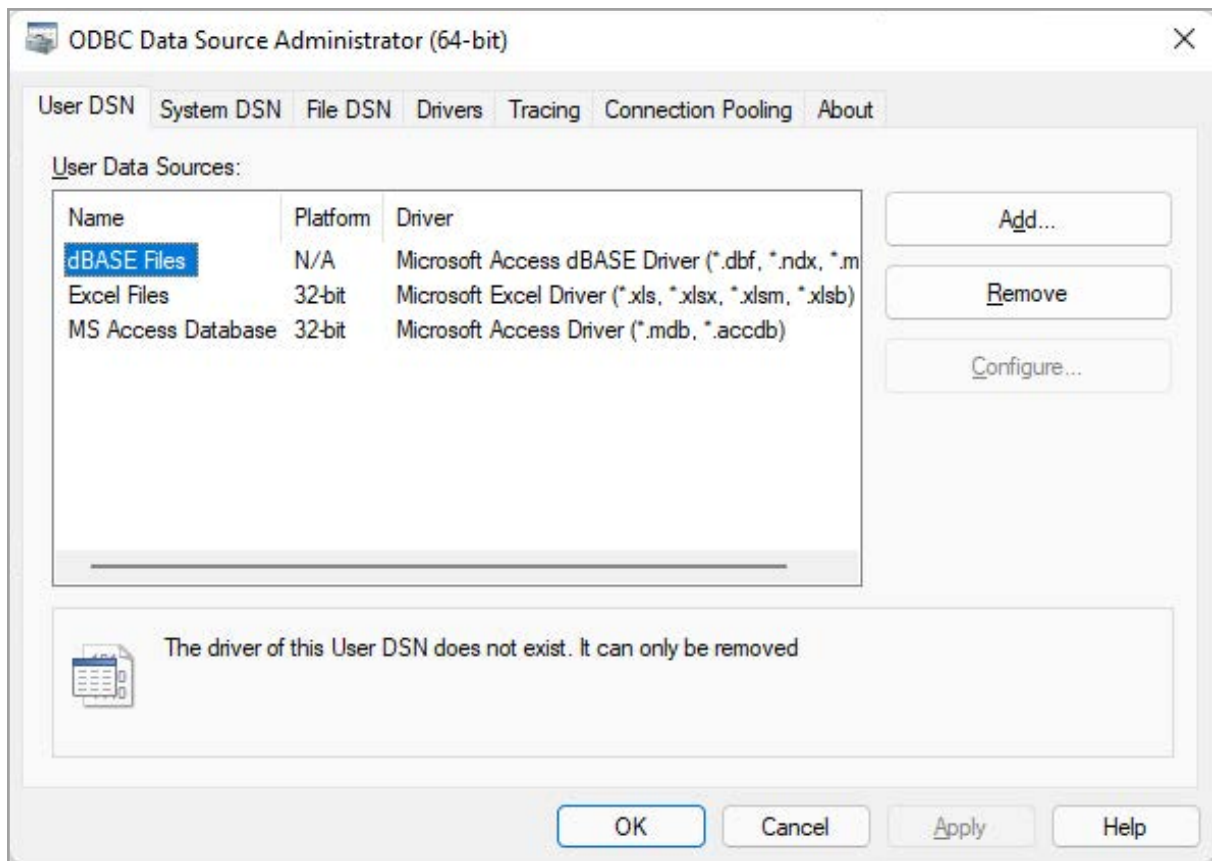 ODBC Data Source Administrator (64-bit)
User DSN System DSN File DSN Drivers Tracing Connection Pooling About
User Data Sources:
Name Platform Driver
dBASE Files N/A Microsoft Access dBASE Driver (*.dbf, *.ndx, *.m
Excel Files 32-bit Microsoft Excel Driver (*.xls, *.xlsx, *.xlsm, *.xlsb)
MS Access Database 32-bit Microsoft Access Driver (*.mdb, *.accdb)
Add...
Remove
Configure...
The driver of this User DSN does not exist. It can only be removed
OK Cancel Apply Help